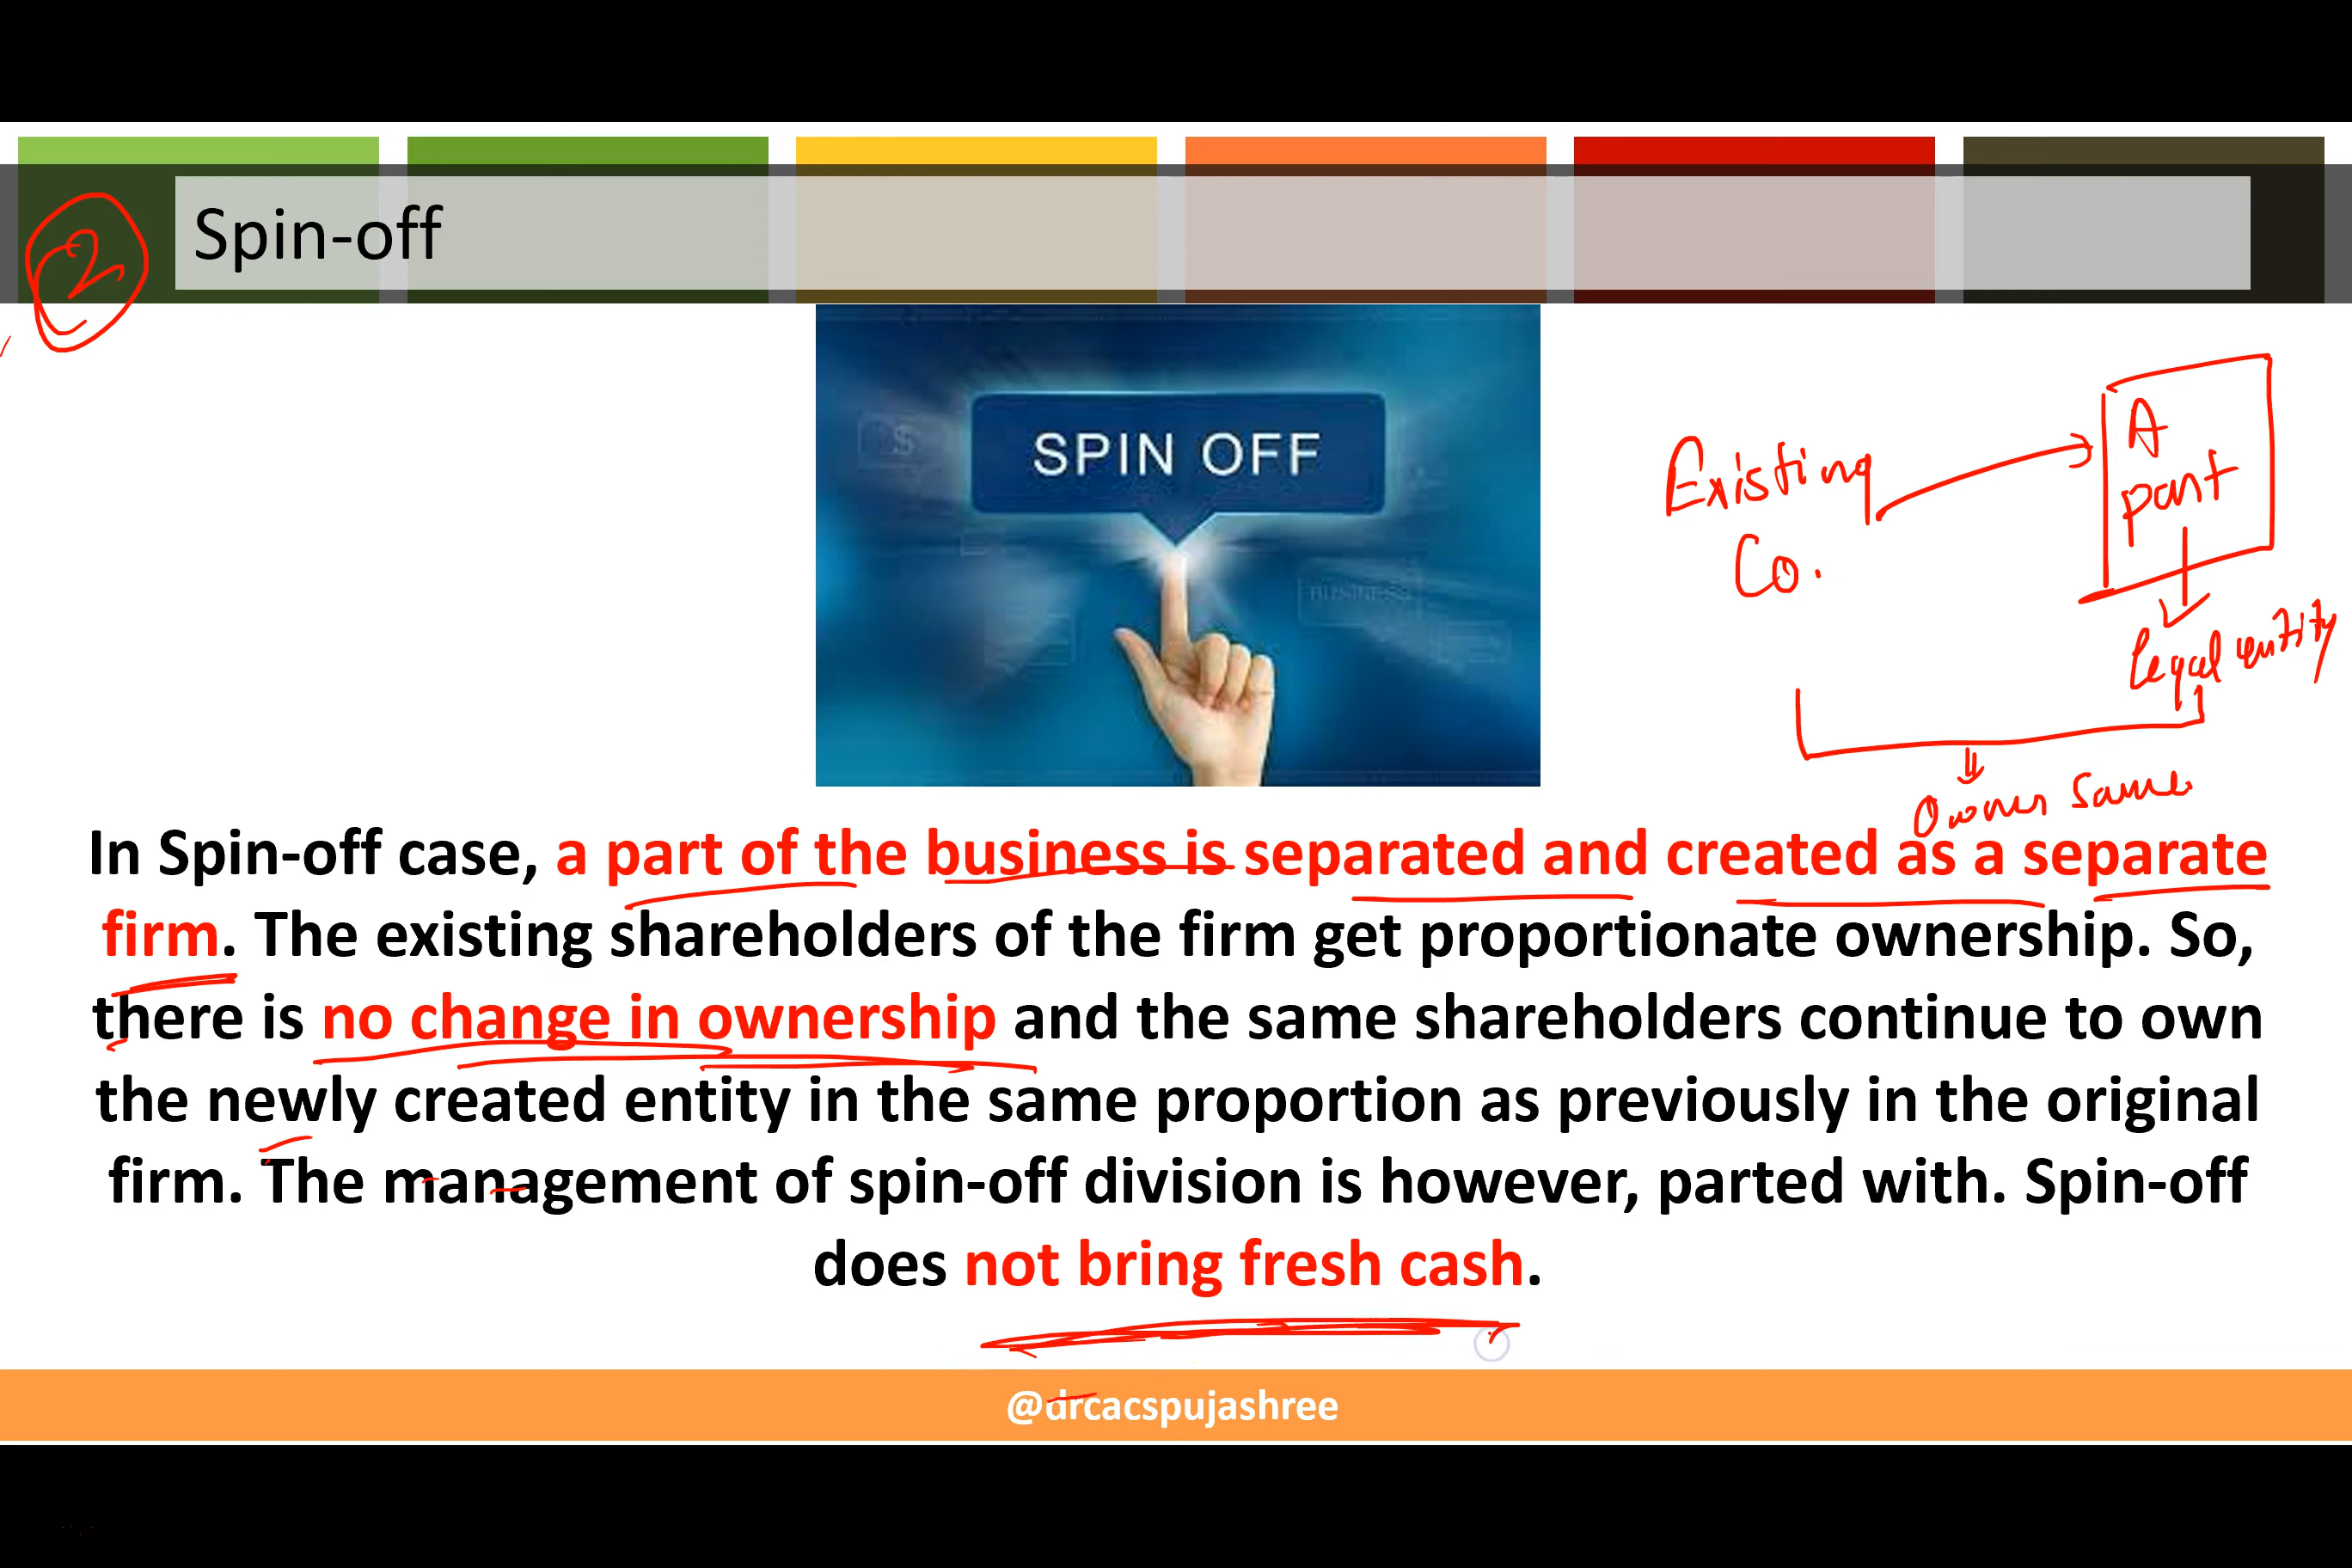 2
Spin-off
$
SPIN OFF
BUSINESS
Existing
Co.
A
part
legal entity
Owner Same.
In Spin-off case, a part of the business is separated and created as a separate
firm. The existing shareholders of the firm get proportionate ownership. So,
there is no change in ownership and the same shareholders continue to own
the newly created entity in the same proportion as previously in the original
firm. The management of spin-off division is however, parted with. Spin-off
does not bring fresh cash.
@drcacspujashree